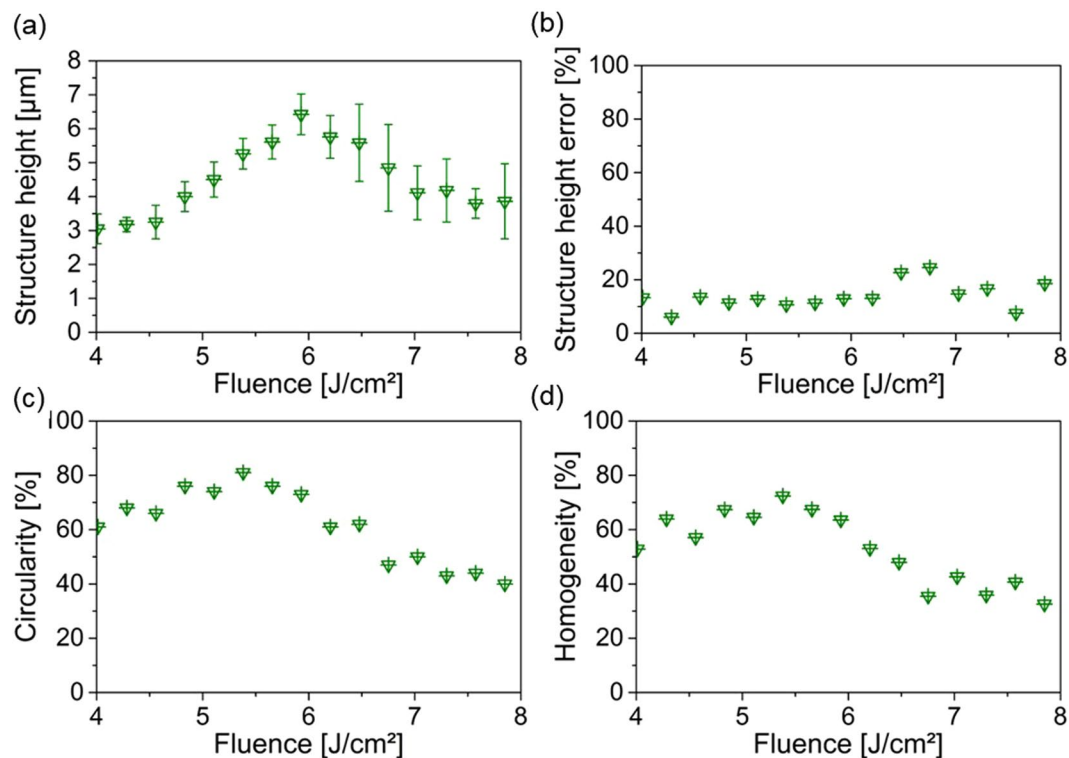 (a)
Structure height [µm]
8
7
6
5
4
3
2
1
0
4 5 6 7 8
Fluence [J/cm²]
(b)
Structure height error [%]
100
80
60
40
20
0
4 5 6 7 8
Fluence [J/cm²]
(c)
Circularity [%]
100
80
60
40
20
0
4 5 6 7 8
Fluence [J/cm²]
(d)
Homogeneity [%]
100
80
60
40
20
0
4 5 6 7 8
Fluence [J/cm²]